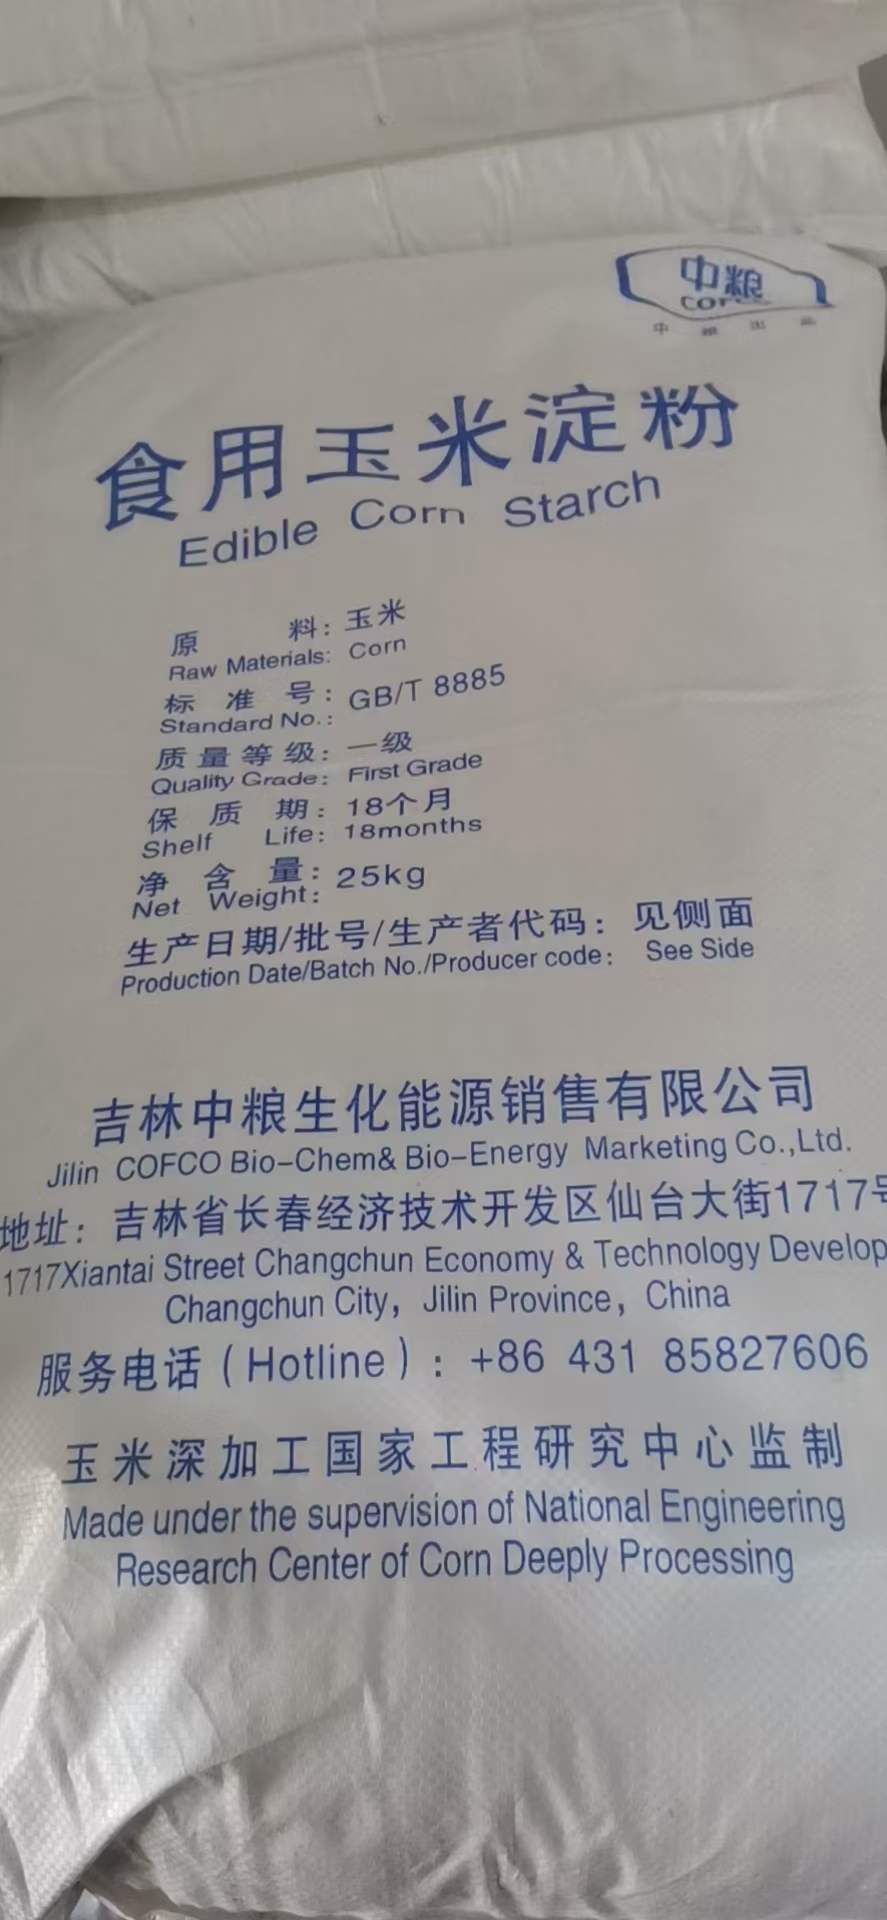 中粮
中粮出品
食用玉米淀粉
Edible Corn Starch
原料：玉米
Raw Materials: Corn
标准号：GB/T 8885
Standard No.:
质量等级：一级
Quality Grade: First Grade
保质期：18个月
Shelf Life: 18months
净含量：25kg
Net Weight:
生产日期/批号/生产者代码：见侧面
Production Date/Batch No./Producer code: See Side
吉林中粮生化能源销售有限公司
Jilin COFCO Bio-Chem& Bio-Energy Marketing Co.,Ltd.
地址：吉林省长春经济技术开发区仙台大街1717号
1717Xiantai Street Changchun Economy & Technology Develop
Changchun City, Jilin Province, China
服务电话（Hotline）: +86 431 85827606
玉米深加工国家工程研究中心监制
Made under the supervision of National Engineering
Research Center of Corn Deeply Processing